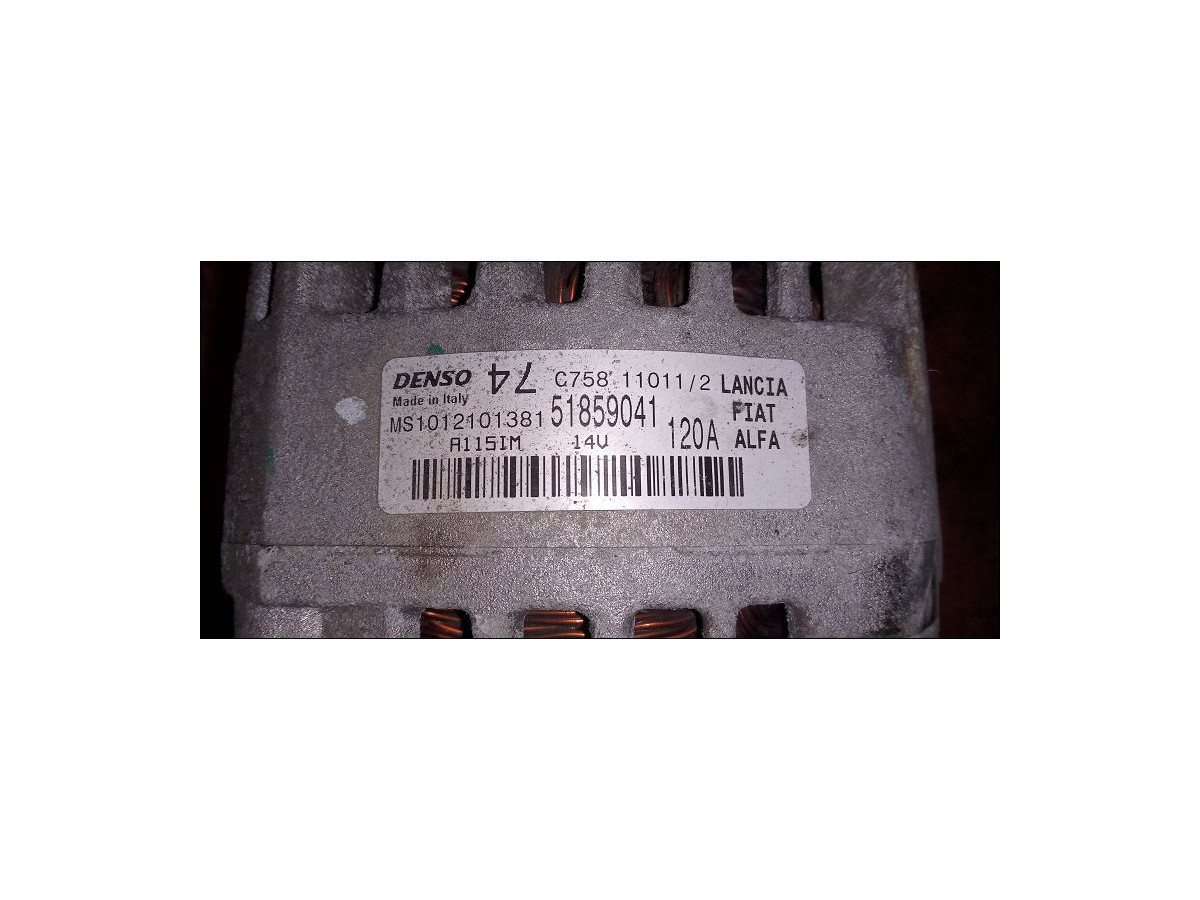 DENSO 74 C758 11011/2 LANCIA
Made in Italy FIAT
MS1012101381 51859041 120A ALFA
A115IM 14V